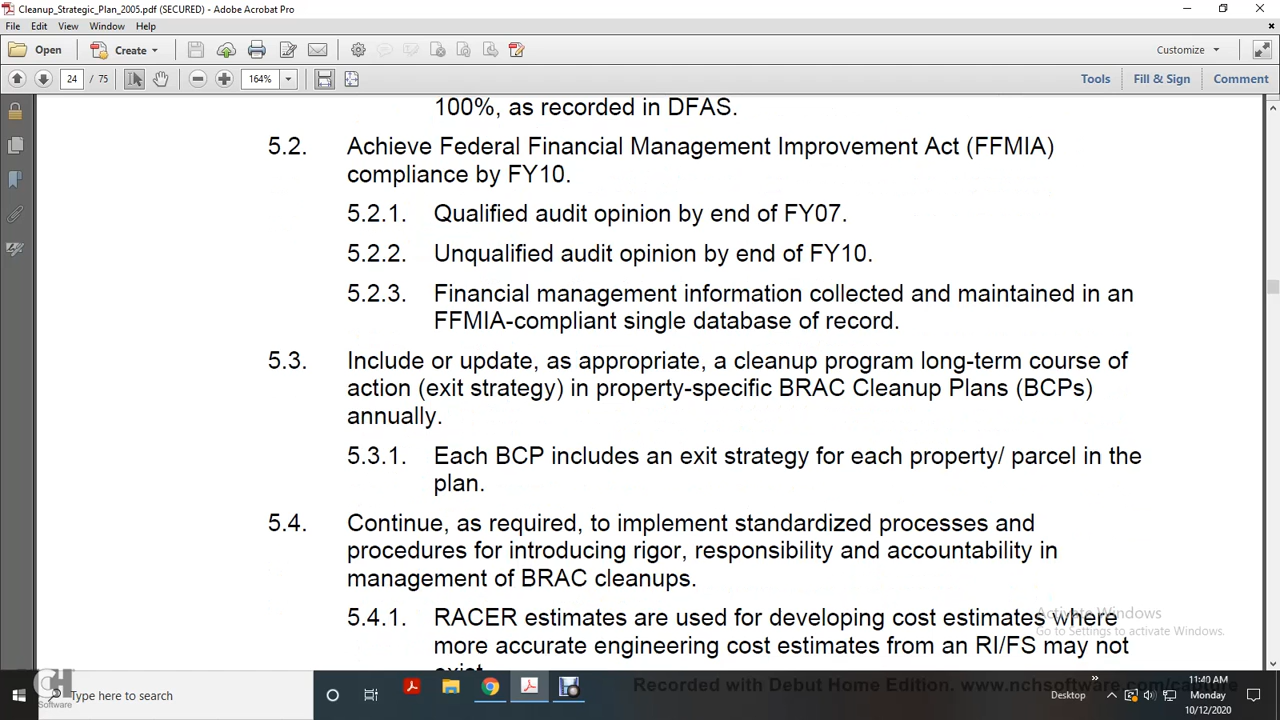 Cleanup_Strategic_Plan_2005.pdf (SECURED) - Adobe Acrobat Pro
File Edit View Window Help
Open Create Customize
24 / 75 164% Tools Fill & Sign Comment
100%, as recorded in DFAS.
5.2. Achieve Federal Financial Management Improvement Act (FFMIA)
compliance by FY10.
5.2.1. Qualified audit opinion by end of FY07.
5.2.2. Unqualified audit opinion by end of FY10.
5.2.3. Financial management information collected and maintained in an
FFMIA-compliant single database of record.
5.3. Include or update, as appropriate, a cleanup program long-term course of
action (exit strategy) in property-specific BRAC Cleanup Plans (BCPs)
annually.
5.3.1. Each BCP includes an exit strategy for each property/ parcel in the
plan.
5.4. Continue, as required, to implement standardized processes and
procedures for introducing rigor, responsibility and accountability in
management of BRAC cleanups.
5.4.1. RACER estimates are used for developing cost estimates where
more accurate engineering cost estimates from an RI/FS may not
exist
Activate Windows
Go to Settings to activate Windows.
CH
Software
Type here to search
Recorded with Debut Home Edition. www.nchsoftware.com/capture
Desktop
11:40 AM
Monday
10/12/2020